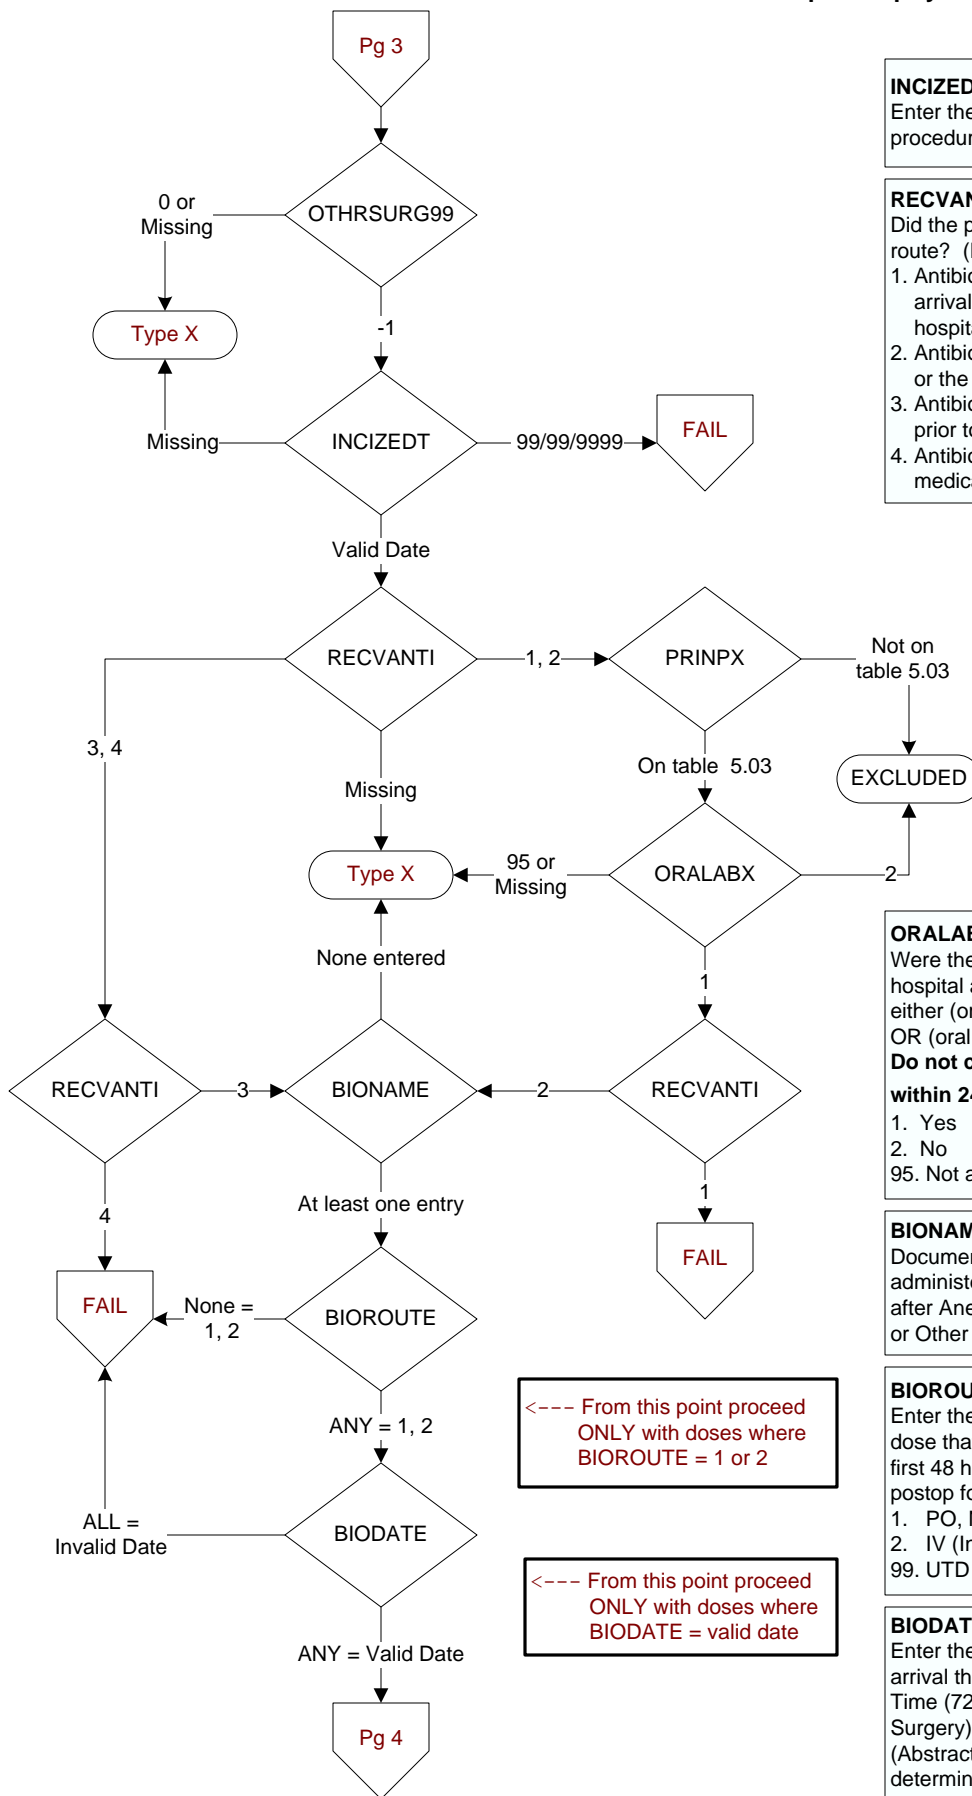 Pg 3
OTHRSURG99
0 or
Missing
Type X
-1
Missing
INCIZEDT
99/99/9999
FAIL
Valid Date
RECVANTI
1, 2
PRINPX
Not on
table 5.03
3, 4
Missing
On table 5.03
EXCLUDED
Type X
95 or
Missing
ORALABX
2
None entered
1
RECVANTI
3
BIONAME
2
RECVANTI
4
At least one entry
1
FAIL
FAIL
None =
1, 2
BIOROUTE
ANY = 1, 2
<--- From this point proceed
ONLY with doses where
BIOROUTE = 1 or 2
ALL =
Invalid Date
BIODATE
<--- From this point proceed
ONLY with doses where
BIODATE = valid date
ANY = Valid Date
Pg 4
Enter the
RECVAN
Did the p
route? (
1. Antibio
arrival
hospita
2. Antibio
or the
3. Antibio
prior to
4. Antibio
medica
Were the
hospital a
either (or
OR (oral
Do not c
within 24
1. Yes
2. No
95. Not a
BIONAM
Documen
administe
after Ane
or Other
BIOROU
Enter the
dose tha
first 48 h
postop fo
1. PO,
2. IV (In
99. UTD
BIODAT
Enter the
arrival th
Time (72
Surgery)
(Abstract
determin